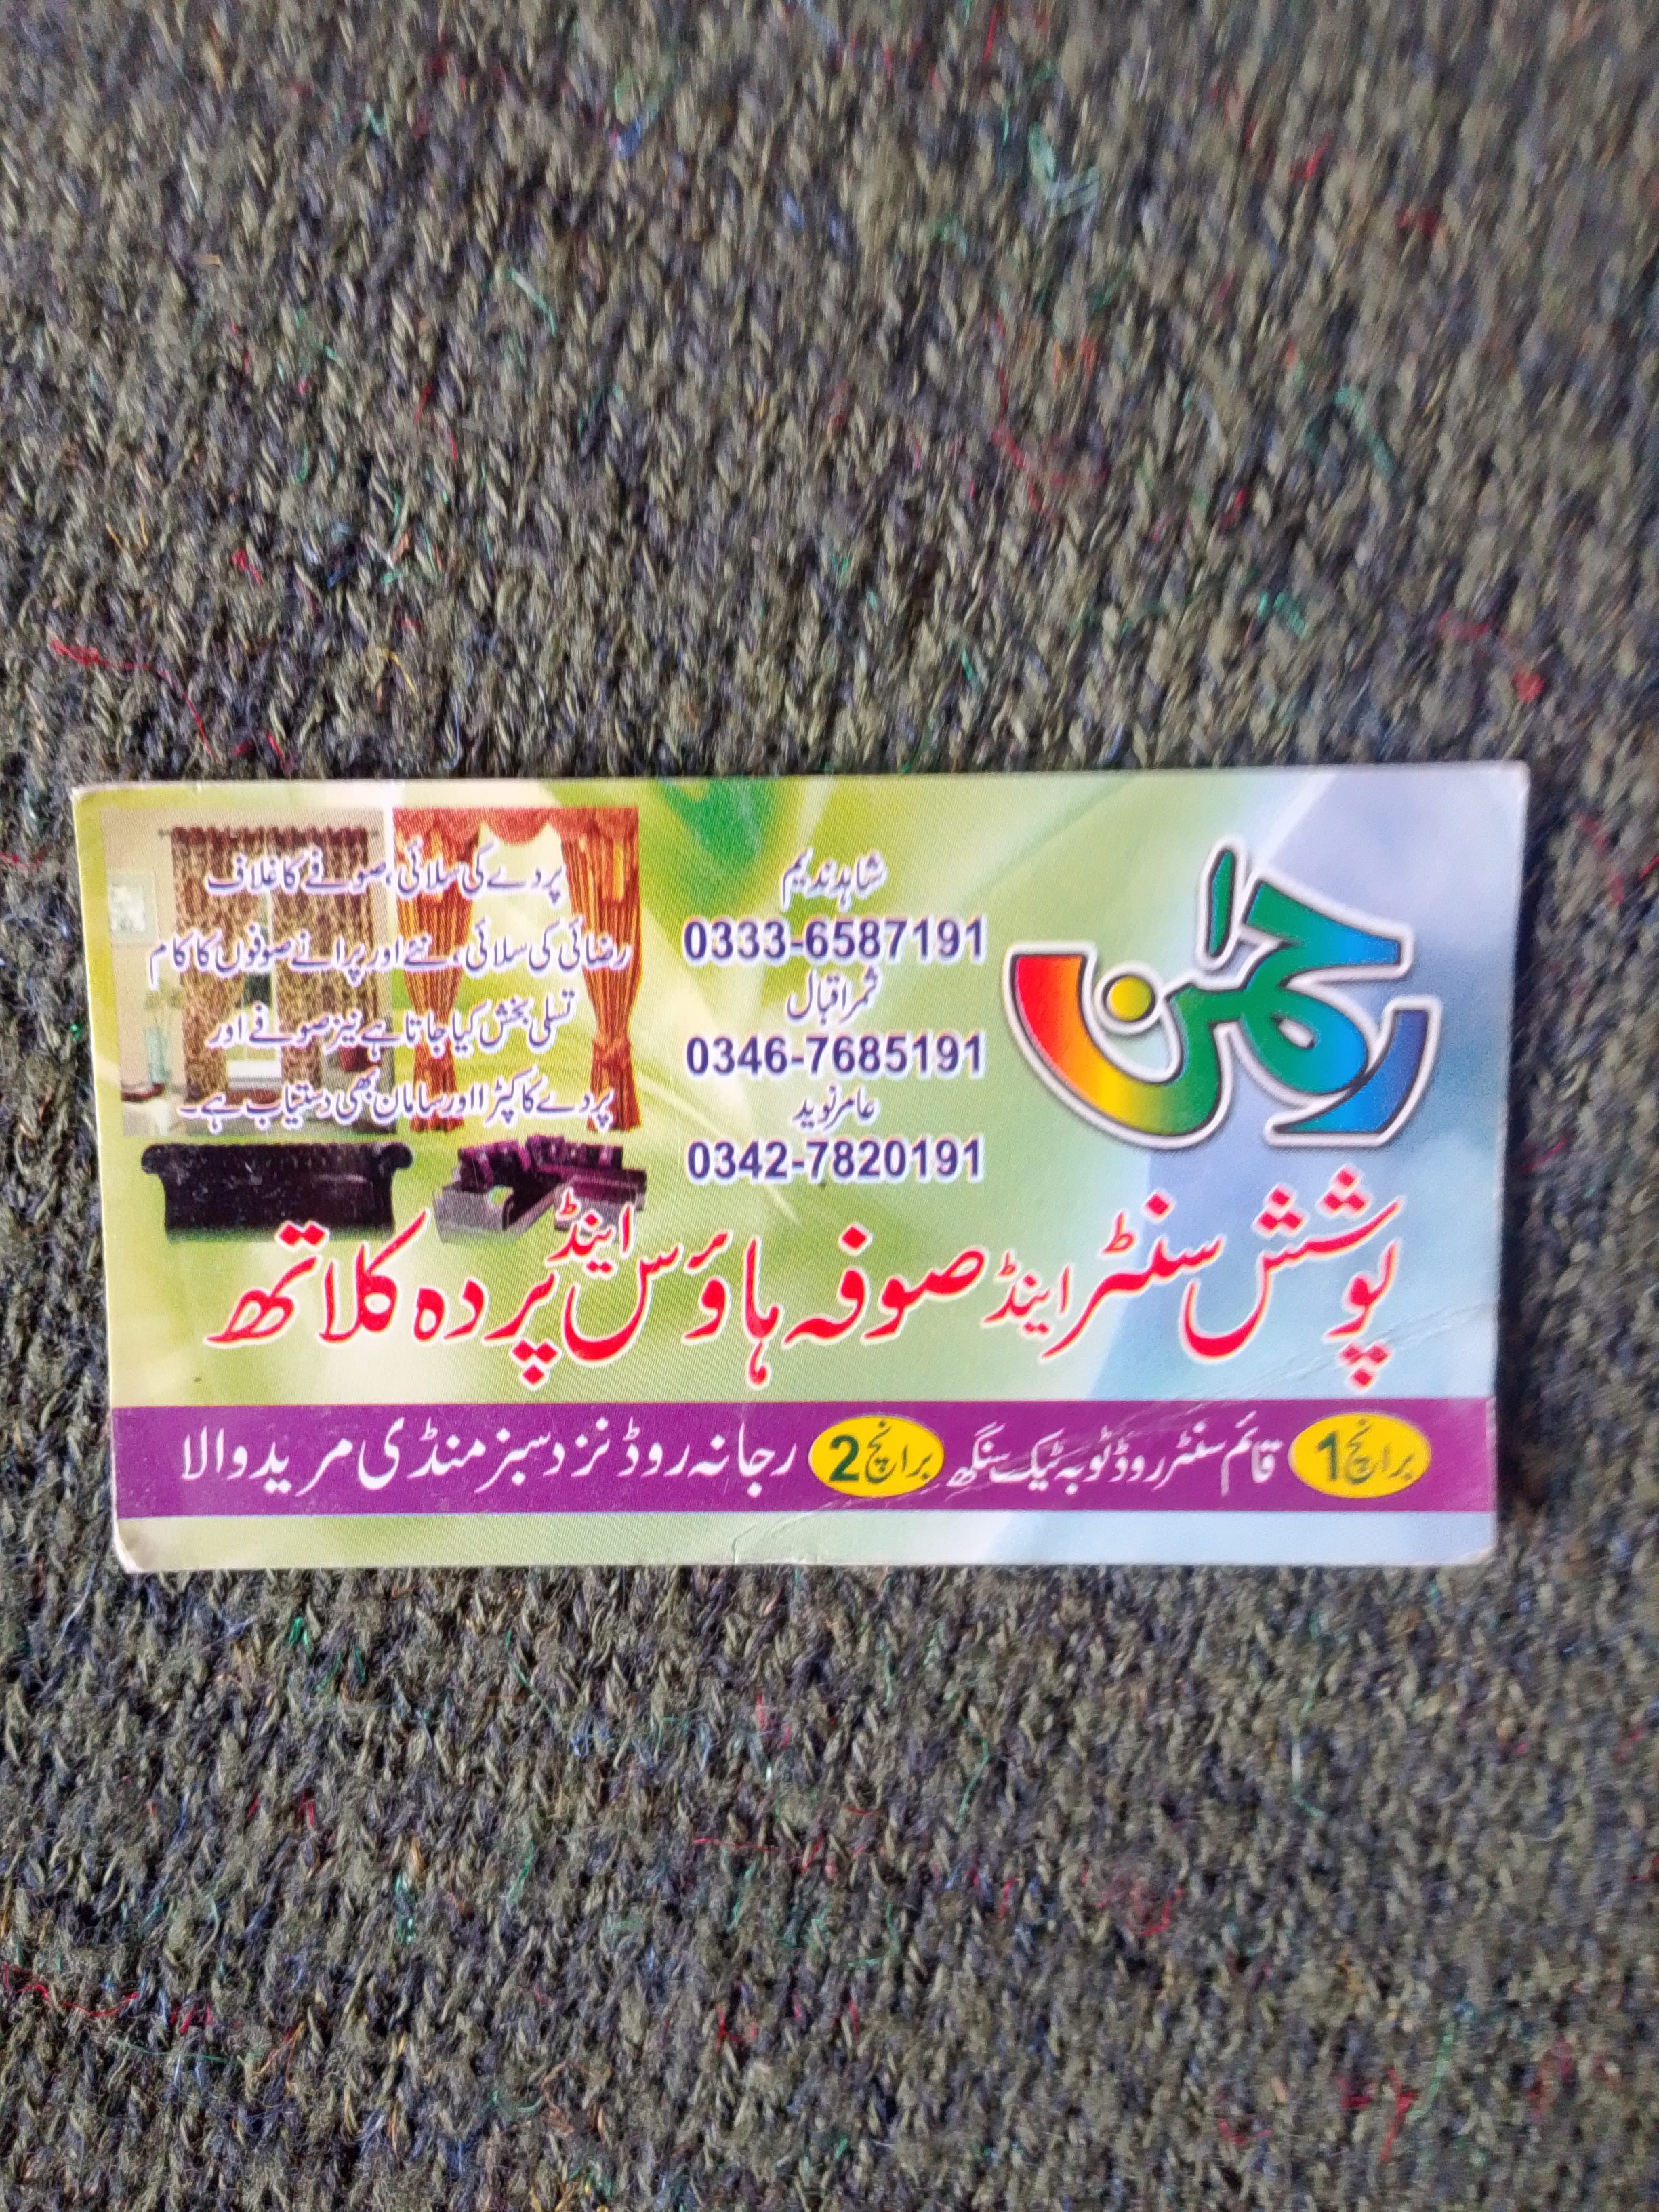 رحمٰن
شاہد ندیم
0333-6587191
ثمر اقبال
0346-7685191
عامر نوید
0342-7820191
پردے کی سلائی، صوفے کا غلاف
رضائی کی سلائی، نئے اور پرانے صوفوں کا کام
تسلی بخش کیا جاتا ہے نیز صوفے اور
پردے کا کپڑا اور سامان بھی دستیاب ہے۔
پوشش سنٹر اینڈ صوفہ ہاؤس اینڈ پردہ کلاتھ
برانچ 1 قائم سنٹر روڈ ٹوبہ ٹیک سنگھ برانچ 2 رجانہ روڈ نزد سبز منڈی مرید والا